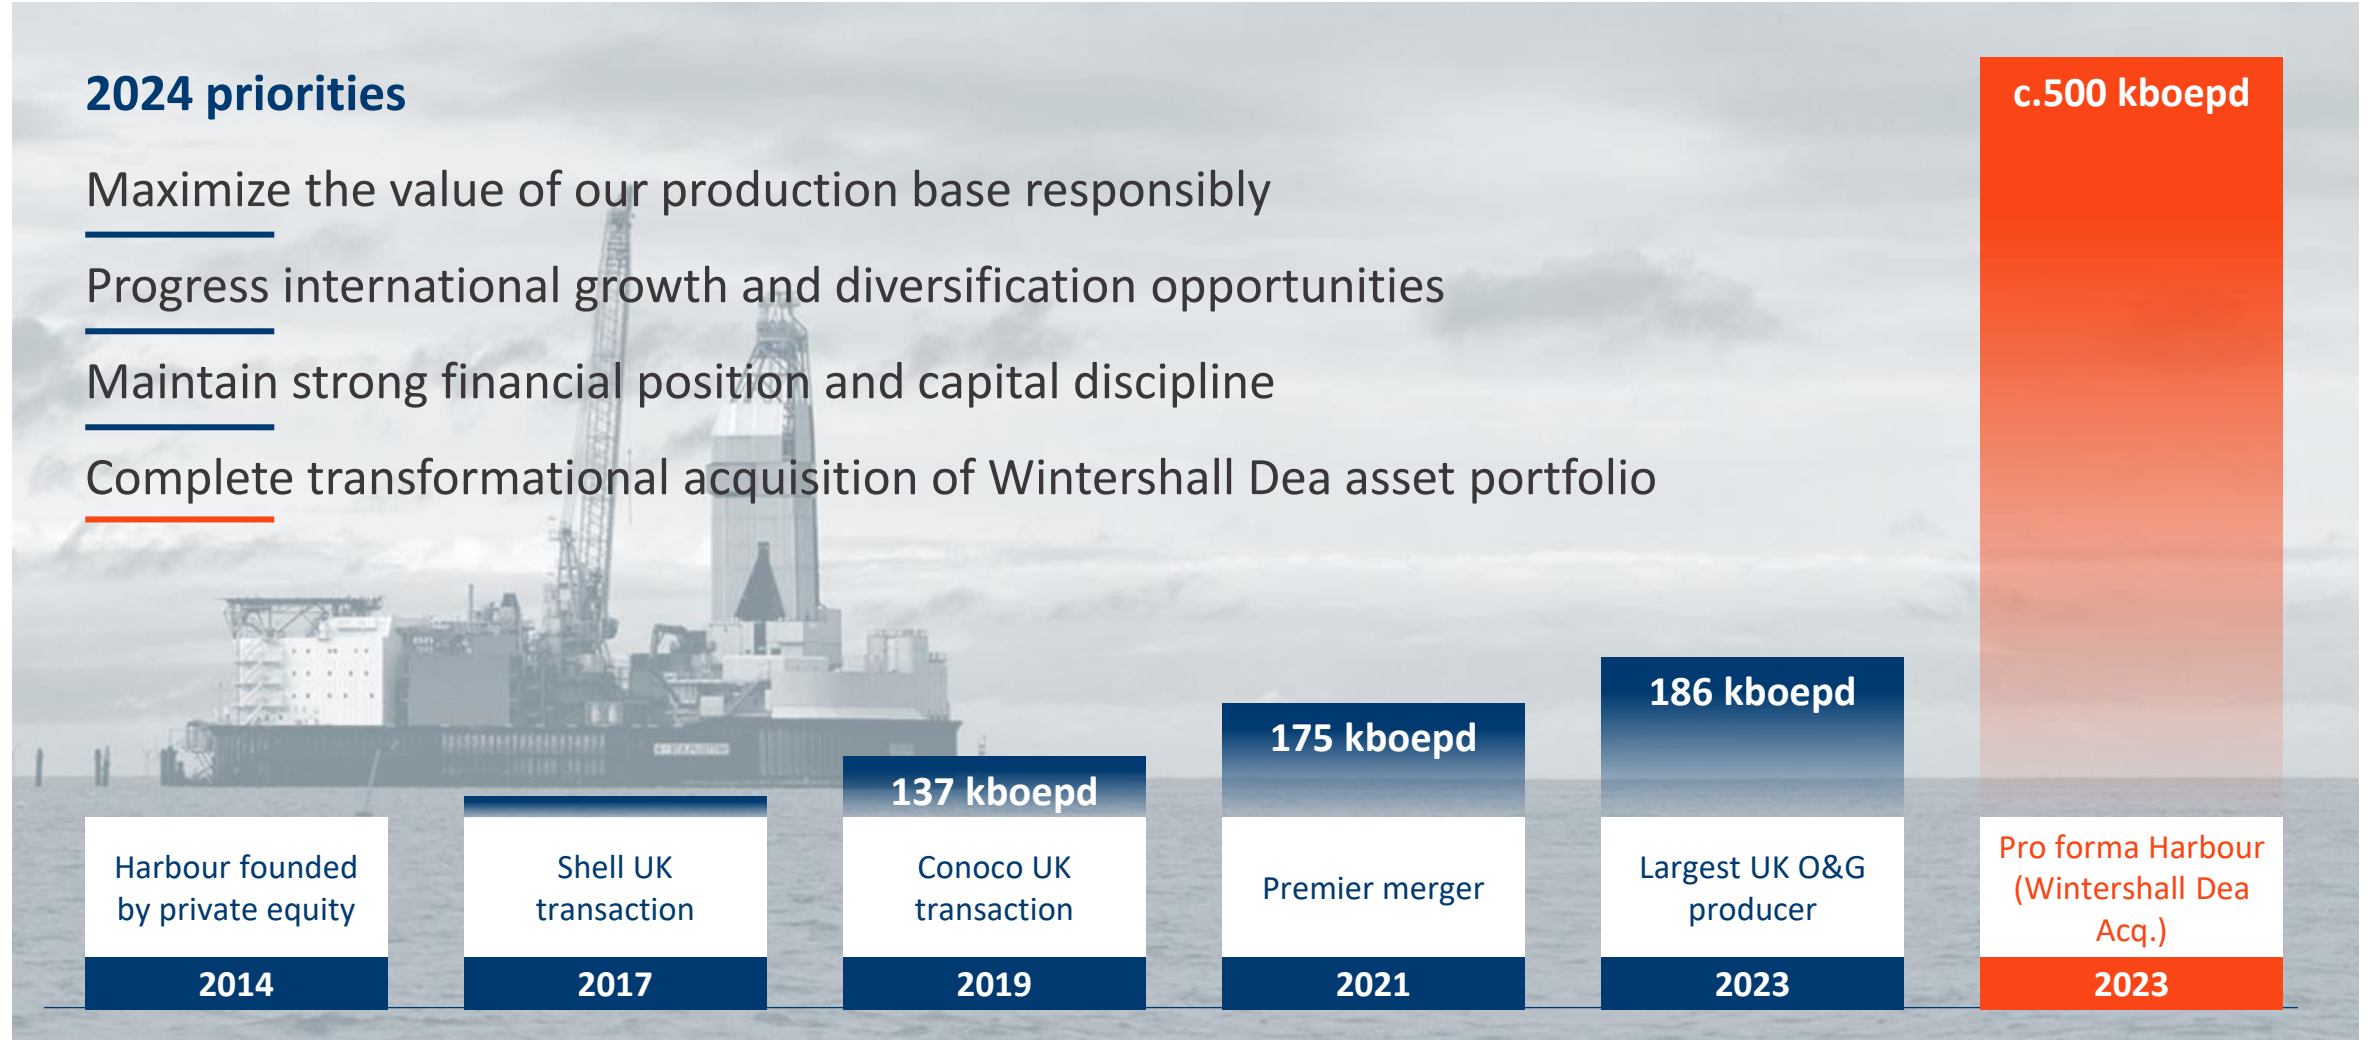 2024 priorities
Maximize the value of our production base responsibly
Progress international growth and diversification opportunities
Maintain strong financial position and capital discipline
Complete transformational acquisition of Wintershall Dea asset portfolio
c.500 kboepd
186 kboepd
175 kboepd
137 kboepd
Harbour founded
by private equity
2014
Shell UK
transaction
2017
Conoco UK
transaction
2019
Premier merger
2021
Largest UK O&G
producer
2023
Pro forma Harbour
(Wintershall Dea
Acq.)
2023